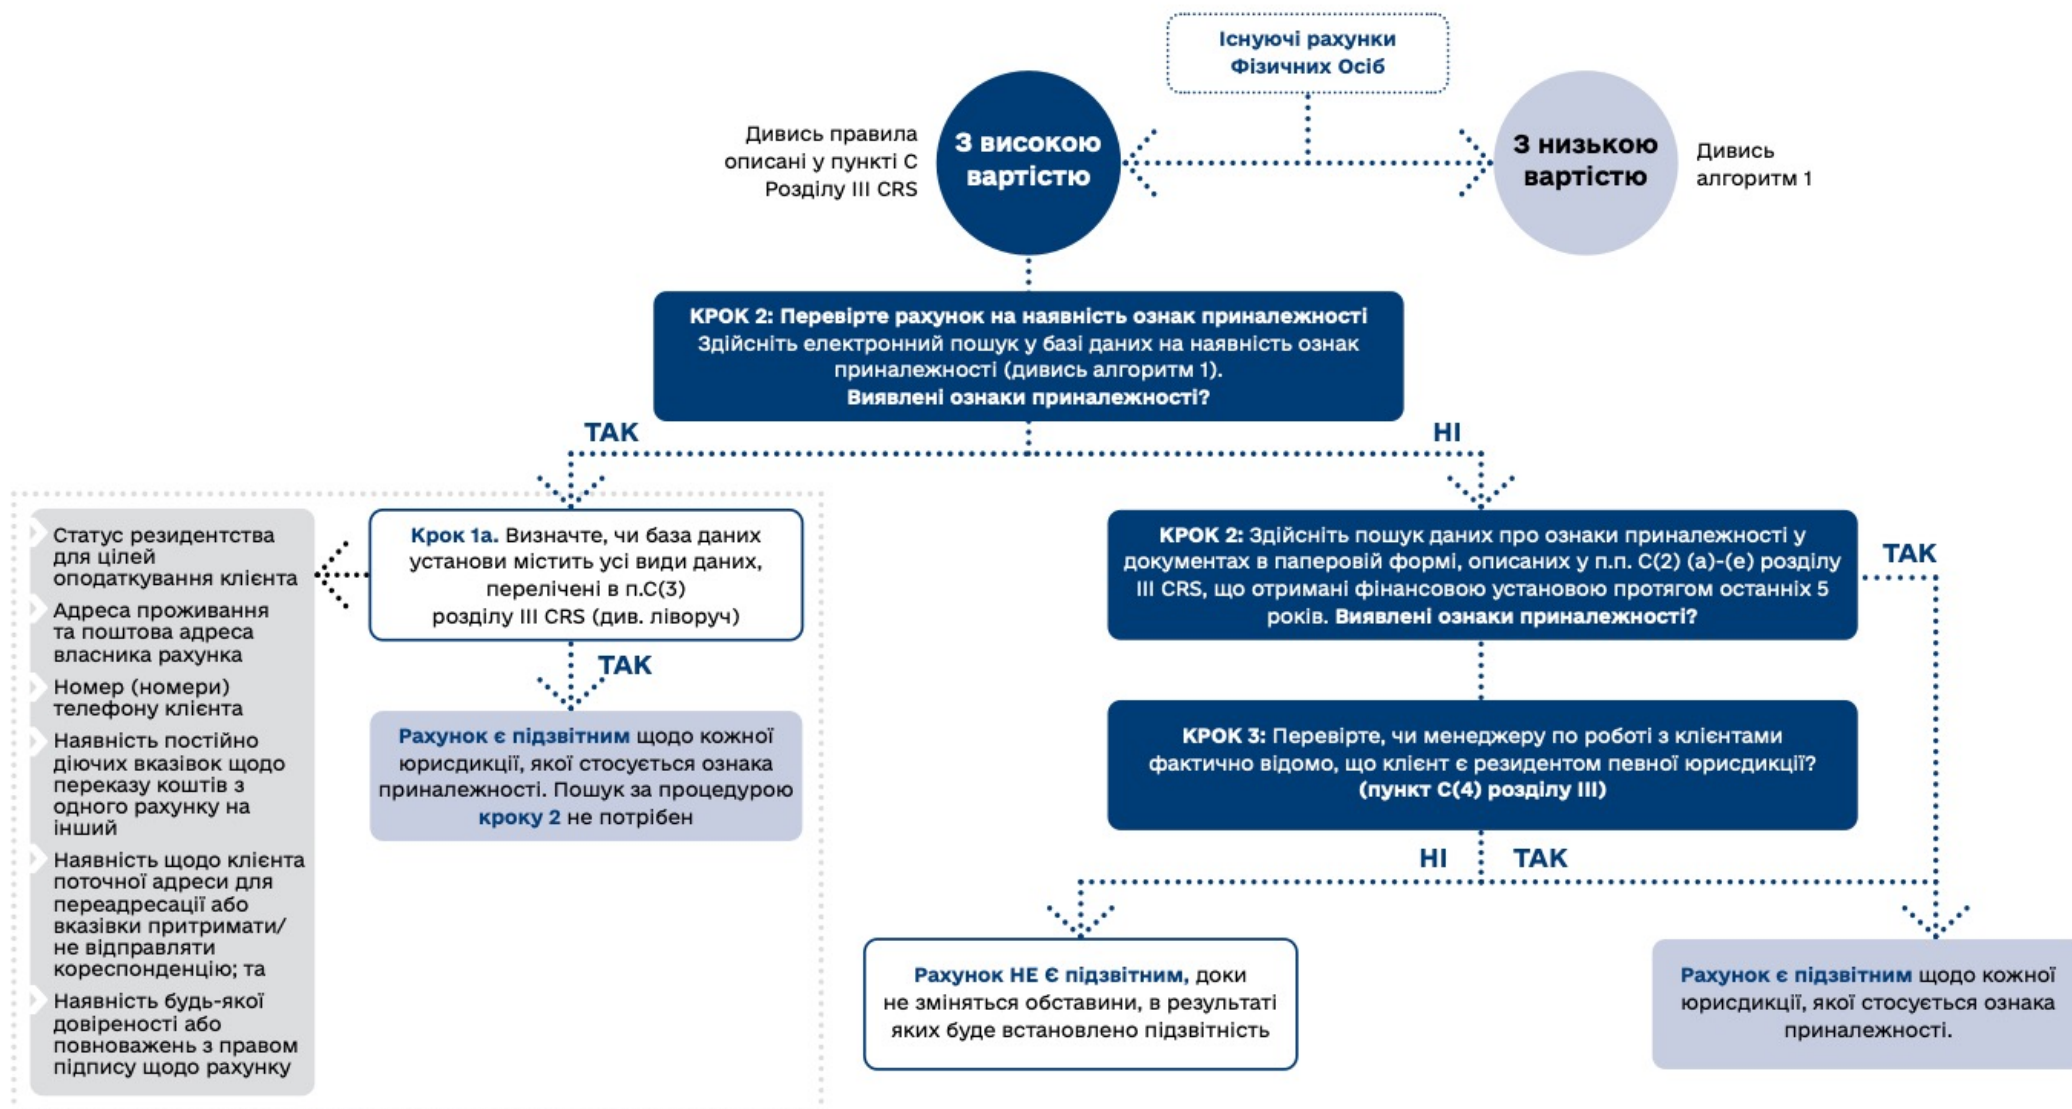 Існуючі рахунки
Фізичних Осіб
Дивись правила
описані у пункті С
Розділу III CRS
З високою
вартістю
З низькою
вартістю
Дивись
алгоритм 1
КРОК 2: Перевірте рахунок на наявність ознак приналежності
Здійсніть електронний пошук у базі даних на наявність ознак
приналежності (дивись алгоритм 1).
Виявлені ознаки приналежності?
ТАК
НІ
Статус резидентства
для цілей
оподаткування клієнта
Адреса проживання
та поштова адреса
власника рахунка
Номер (номери)
телефону клієнта
Наявність постійно
діючих вказівок щодо
переказу коштів з
одного рахунку на
інший
Наявність щодо клієнта
поточної адреси для
переадресації або
вказівки притримати/
не відправляти
кореспонденцію; та
Наявність будь-якої
довіреності або
повноважень з правом
підпису щодо рахунку
Крок 1а. Визначте, чи база даних
установи містить усі види даних,
перелічені в п.С(3)
розділу III CRS (див. ліворуч)
ТАК
Рахунок є підзвітним щодо кожної
юрисдикції, якої стосується ознака
приналежності. Пошук за процедурою
кроку 2 не потрібен
КРОК 2: Здійсніть пошук даних про ознаки приналежності у
документах в паперовій формі, описаних у п.п. С(2) (а)-(е) розділу
III CRS, що отримані фінансовою установою протягом останніх 5
років. Виявлені ознаки приналежності?
ТАК
КРОК 3: Перевірте, чи менеджеру по роботі з клієнтами
фактично відомо, що клієнт є резидентом певної юрисдикції?
(пункт С(4) розділу III)
НІ
ТАК
Рахунок НЕ Є підзвітним, доки
не зміняться обставини, в результаті
яких буде встановлено підзвітність
Рахунок є підзвітним щодо кожної
юрисдикції, якої стосується ознака
приналежності.